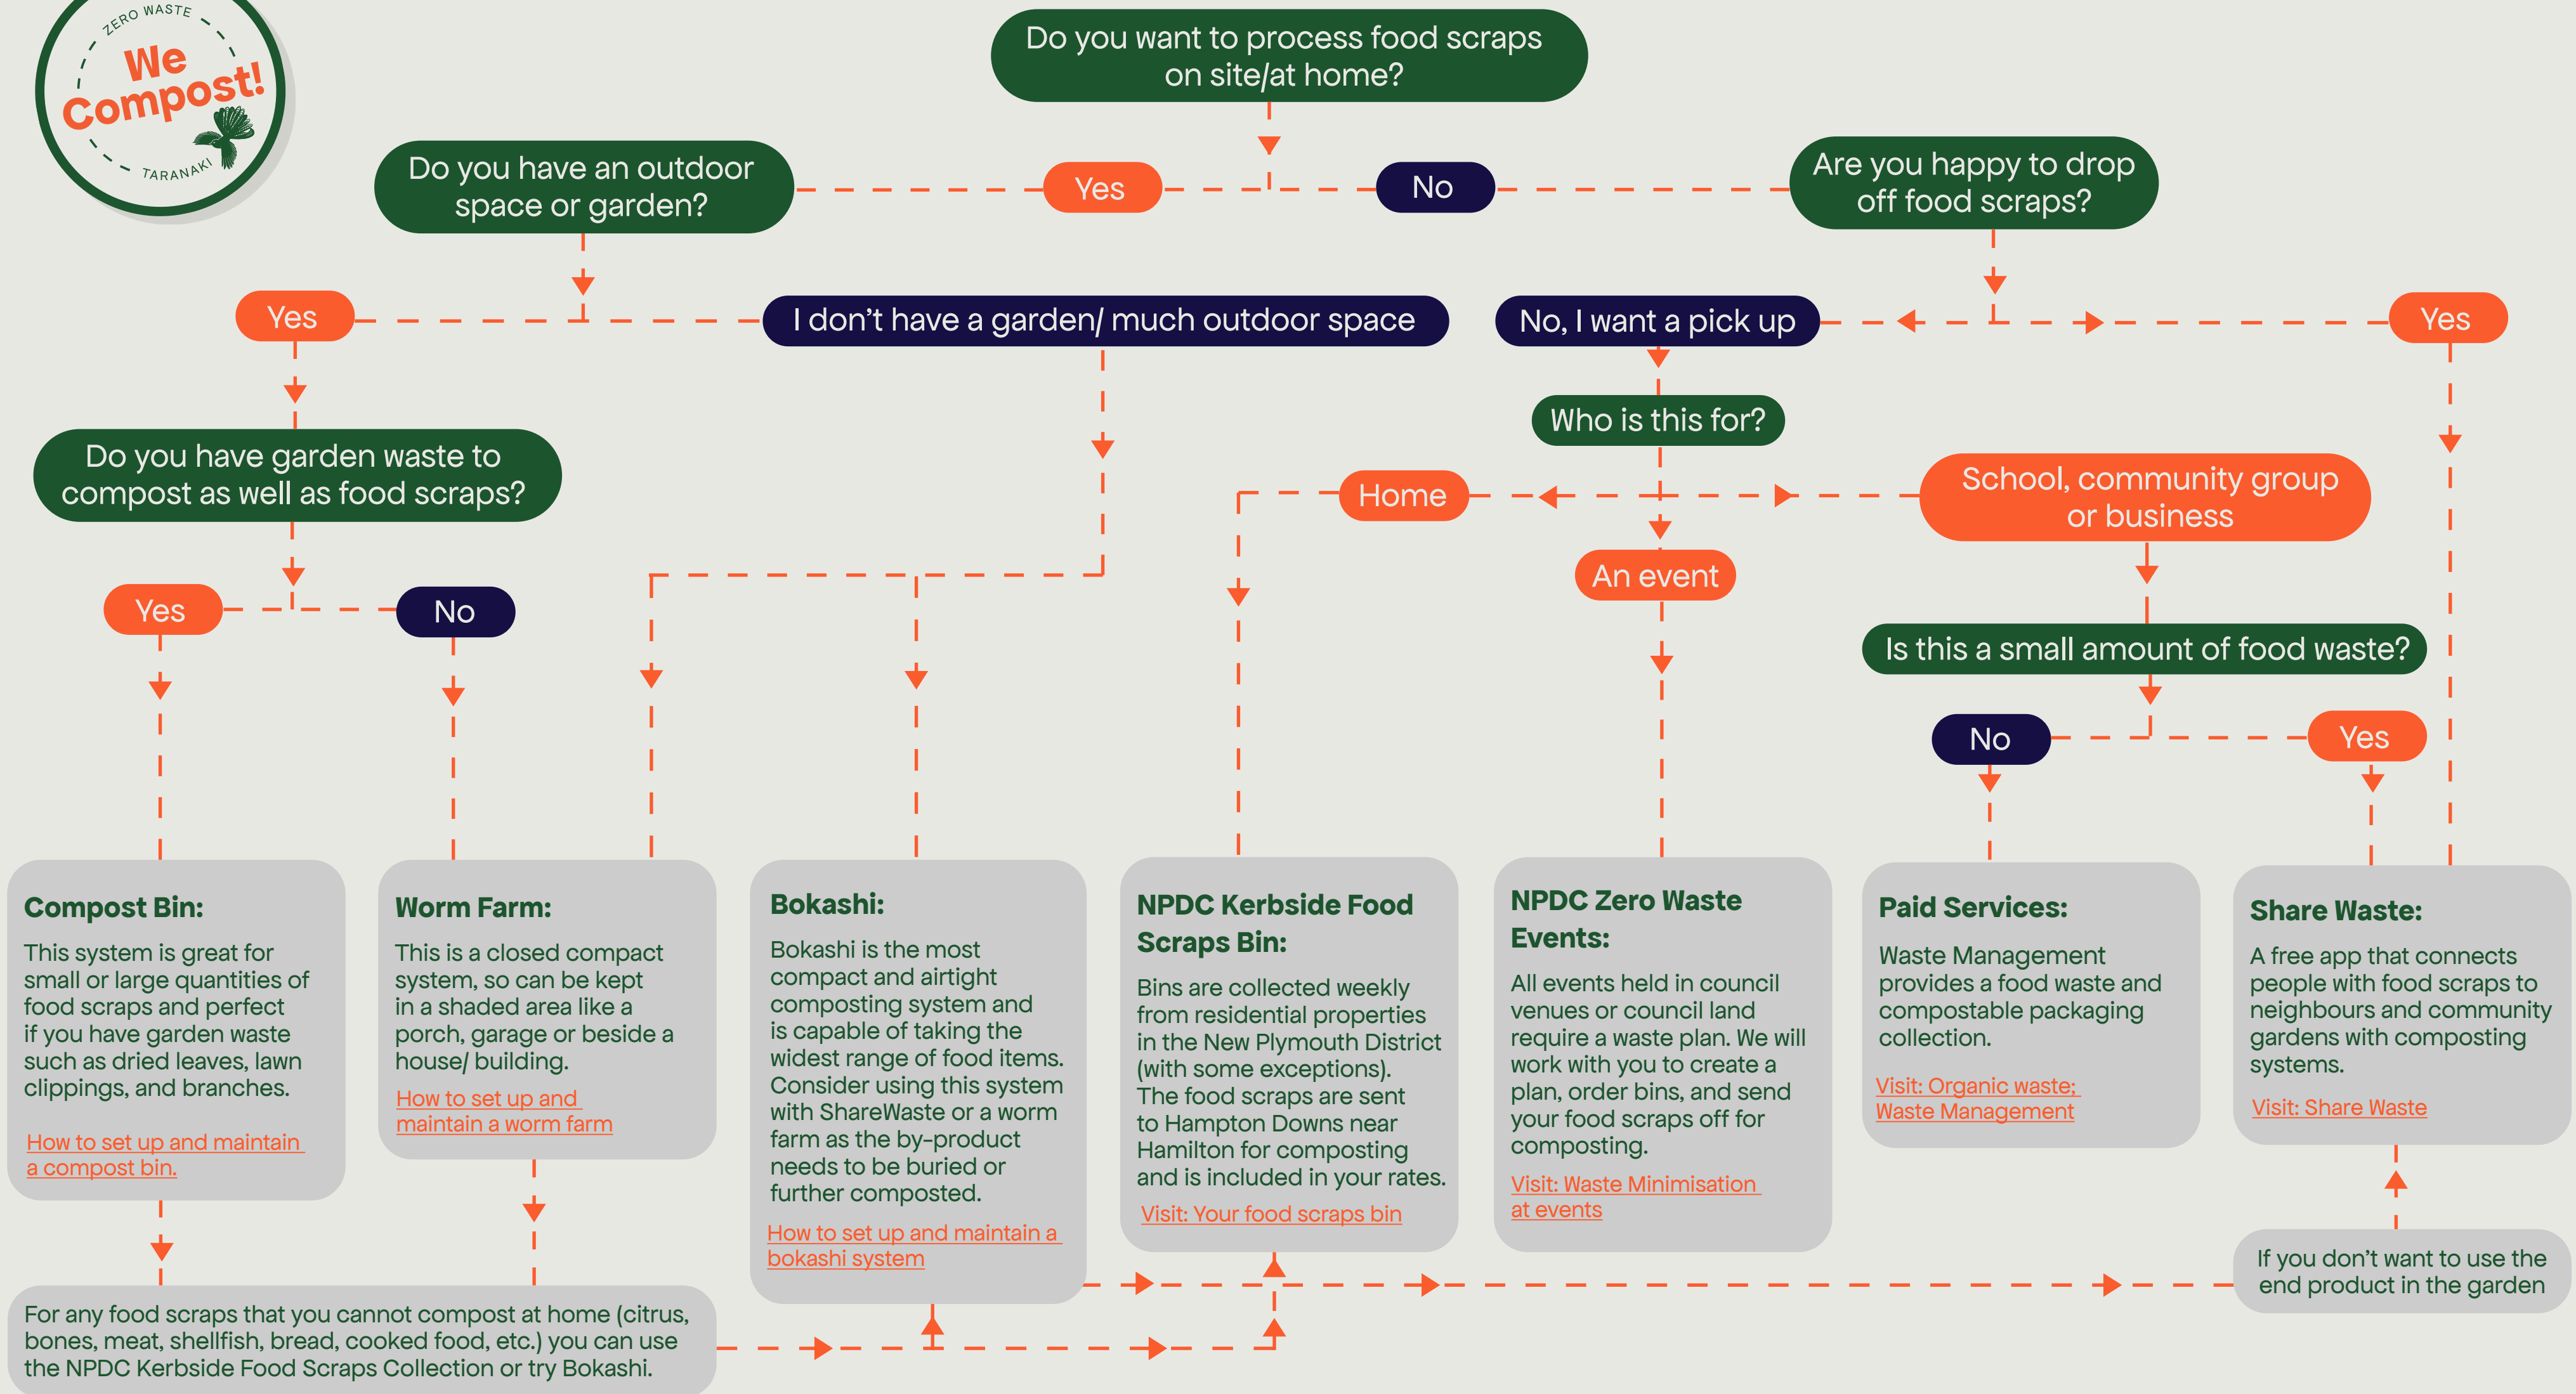 ZERO WASTE
We
Compost!
TARANAKI
Do you want to process food scraps
on site/at home?
Do you have an outdoor
space or garden?
Yes
No
Are you happy to drop
off food scraps?
Yes
I don't have a garden/ much outdoor space
No, I want a pick up
Yes
Who is this for?
Do you have garden waste to
compost as well as food scraps?
Home
School, community group
or business
An event
Yes
No
Is this a small amount of food waste?
No
Yes
Compost Bin:
This system is great for
small or large quantities of
food scraps and perfect
if you have garden waste
such as dried leaves, lawn
clippings, and branches.
How to set up and maintain
a compost bin.
Worm Farm:
This is a closed compact
system, so can be kept
in a shaded area like a
porch, garage or beside a
house/ building.
How to set up and
maintain a worm farm
Bokashi:
Bokashi is the most
compact and airtight
composting system and
is capable of taking the
widest range of food items.
Consider using this system
with ShareWaste or a worm
farm as the by-product
needs to be buried or
further composted.
How to set up and maintain a
bokashi system
NPDC Kerbside Food
Scraps Bin:
Bins are collected weekly
from residential properties
in the New Plymouth District
(with some exceptions).
The food scraps are sent
to Hampton Downs near
Hamilton for composting
and is included in your rates.
Visit: Your food scraps bin
NPDC Zero Waste
Events:
All events held in council
venues or council land
require a waste plan. We will
work with you to create a
plan, order bins, and send
your food scraps off for
composting.
Visit: Waste Minimisation
at events
Paid Services:
Waste Management
provides a food waste and
compostable packaging
collection.
Visit: Organic waste;
Waste Management
Share Waste:
A free app that connects
people with food scraps to
neighbours and community
gardens with composting
systems.
Visit: Share Waste
If you don't want to use the
end product in the garden
For any food scraps that you cannot compost at home (citrus,
bones, meat, shellfish, bread, cooked food, etc.) you can use
the NPDC Kerbside Food Scraps Collection or try Bokashi.